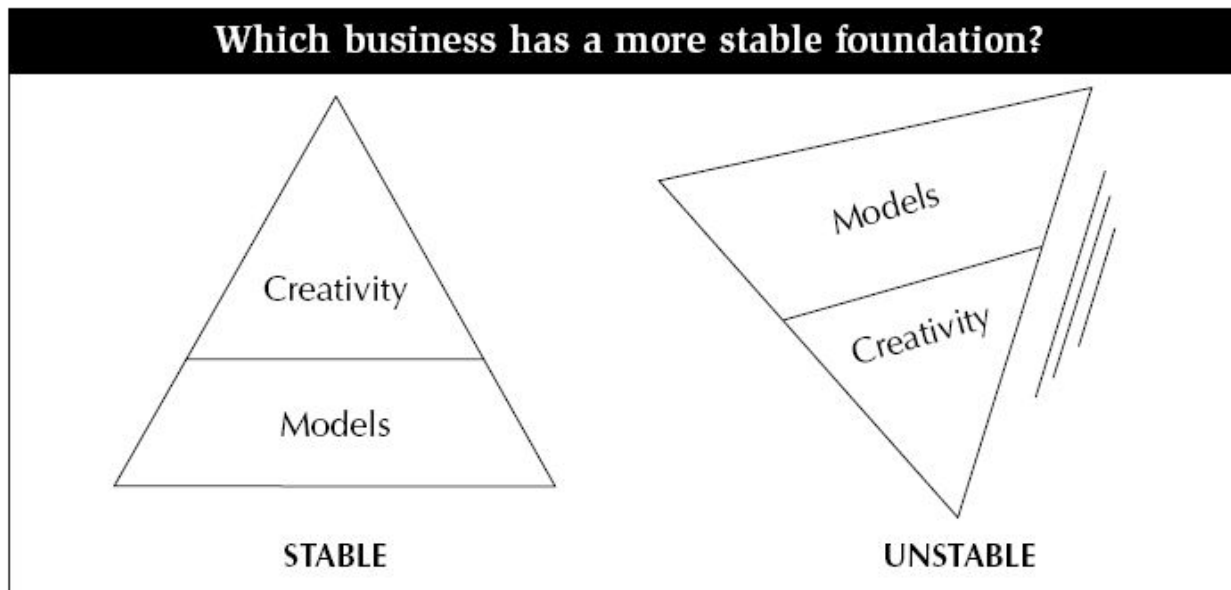 Which business has a more stable foundation?
Creativity
Models
STABLE
Models
Creativity
UNSTABLE